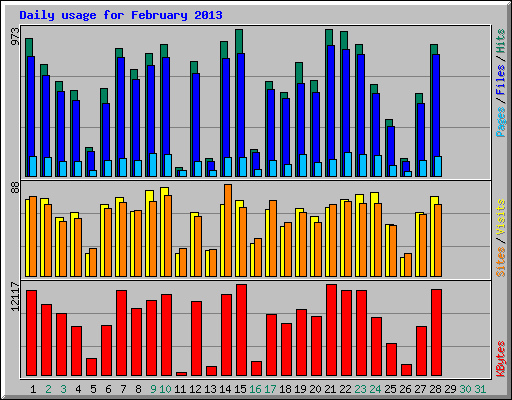 Daily usage for February 2013
973
Pages / Files / Hits
88
Sites / Visits
12117
KBytes
1 2 3 4 5 6 7 8 9 10 11 12 13 14 15 16 17 18 19 20 21 22 23 24 25 26 27 28 29 30 31